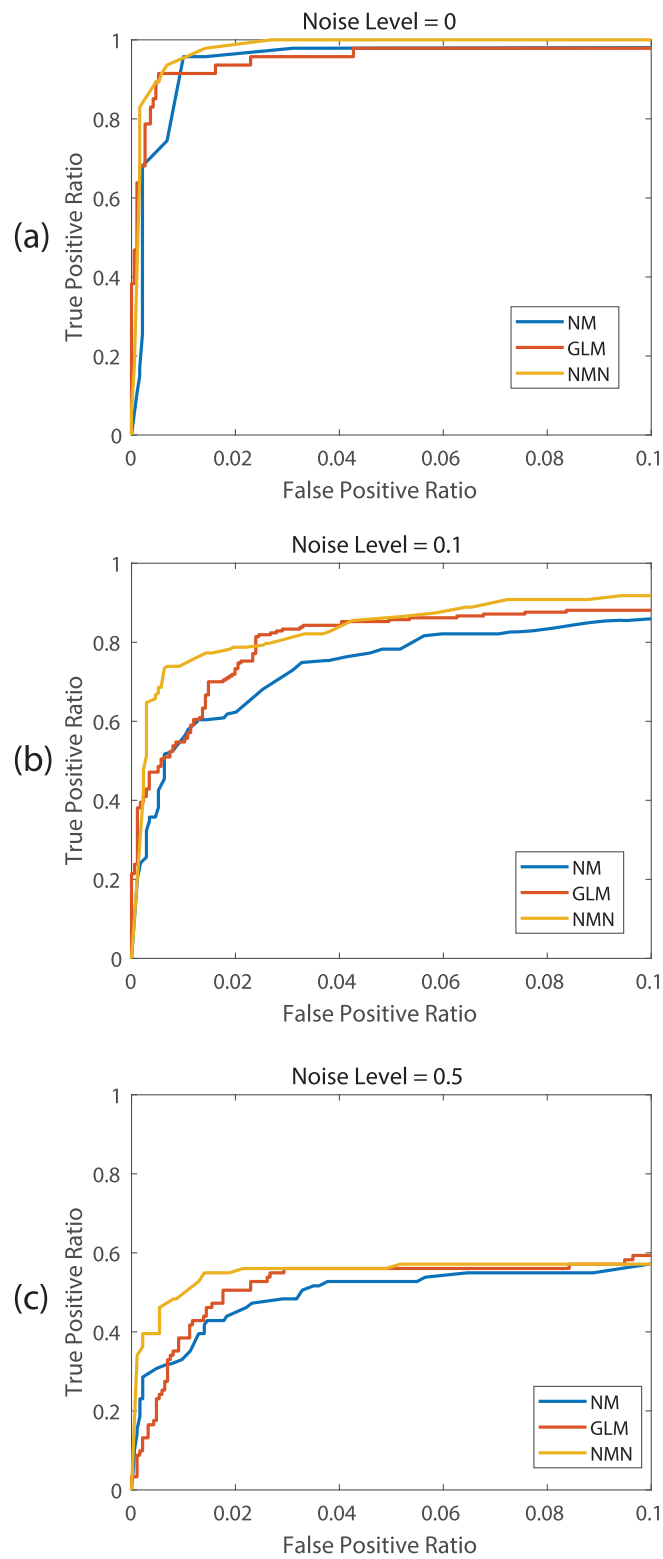 Noise Level = 0
(a)
True Positive Ratio
1
0.8
0.6
0.4
0.2
0
NM
GLM
NMN
0 0.02 0.04 0.06 0.08 0.1
False Positive Ratio
Noise Level = 0.1
(b)
True Positive Ratio
1
0.8
0.6
0.4
0.2
0
NM
GLM
NMN
0 0.02 0.04 0.06 0.08 0.1
False Positive Ratio
Noise Level = 0.5
(c)
True Positive Ratio
1
0.8
0.6
0.4
0.2
0
NM
GLM
NMN
0 0.02 0.04 0.06 0.08 0.1
False Positive Ratio